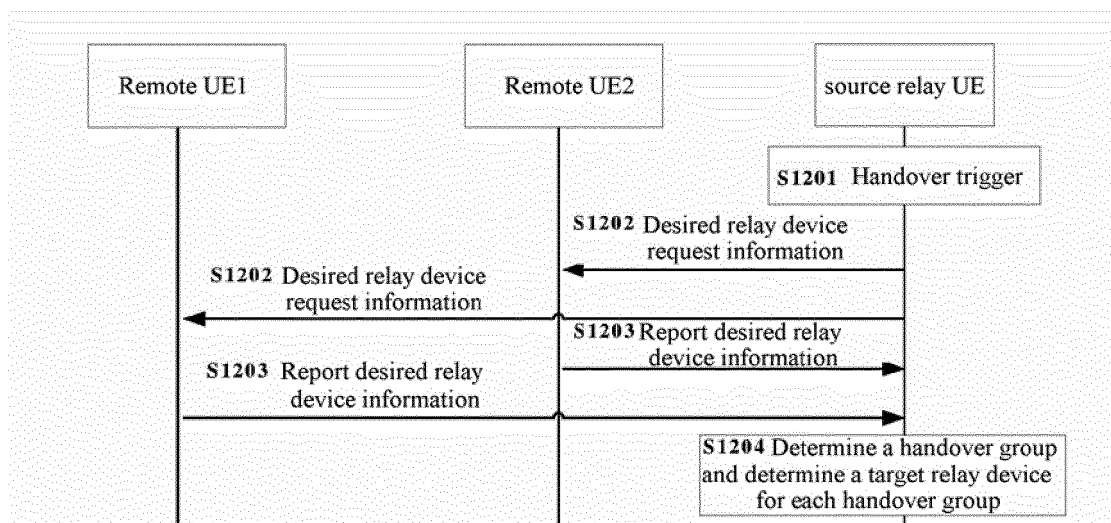 Remote UE1
Remote UE2
source relay UE
S1201 Handover trigger
S1202 Desired relay device
request information
S1202 Desired relay device
request information
S1203 Report desired relay
device information
S1203 Report desired relay
device information
S1204 Determine a handover group
and determine a target relay device
for each handover group